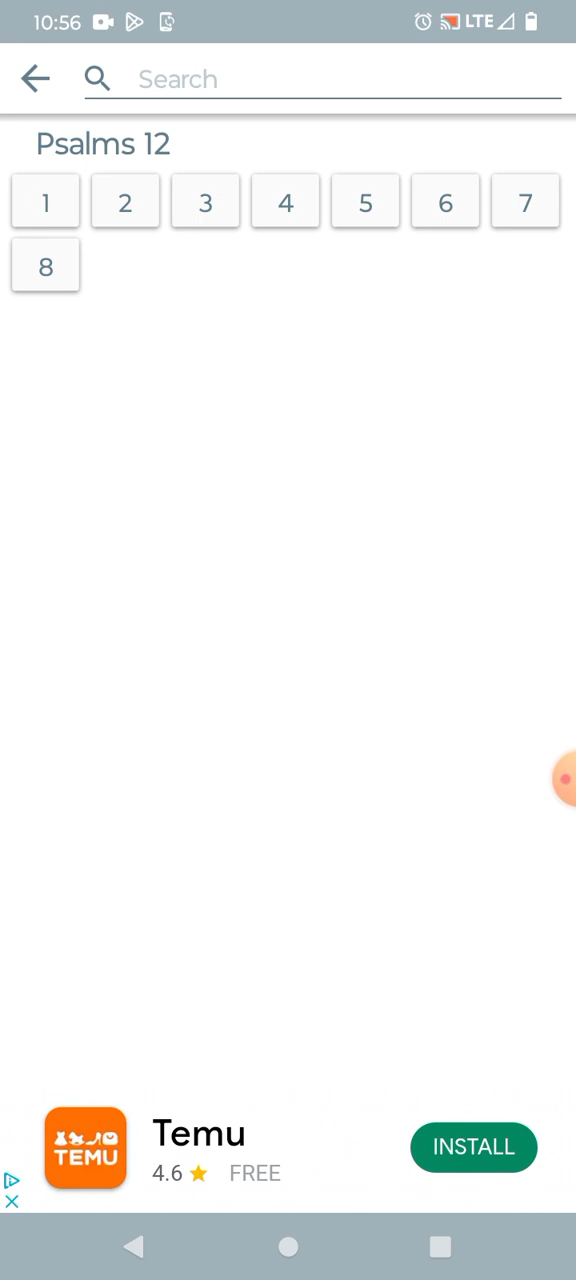 10:56 LTE
Search
Psalms 12
1 2 3 4 5 6 7
8
TEMU
Temu
4.6 FREE
INSTALL